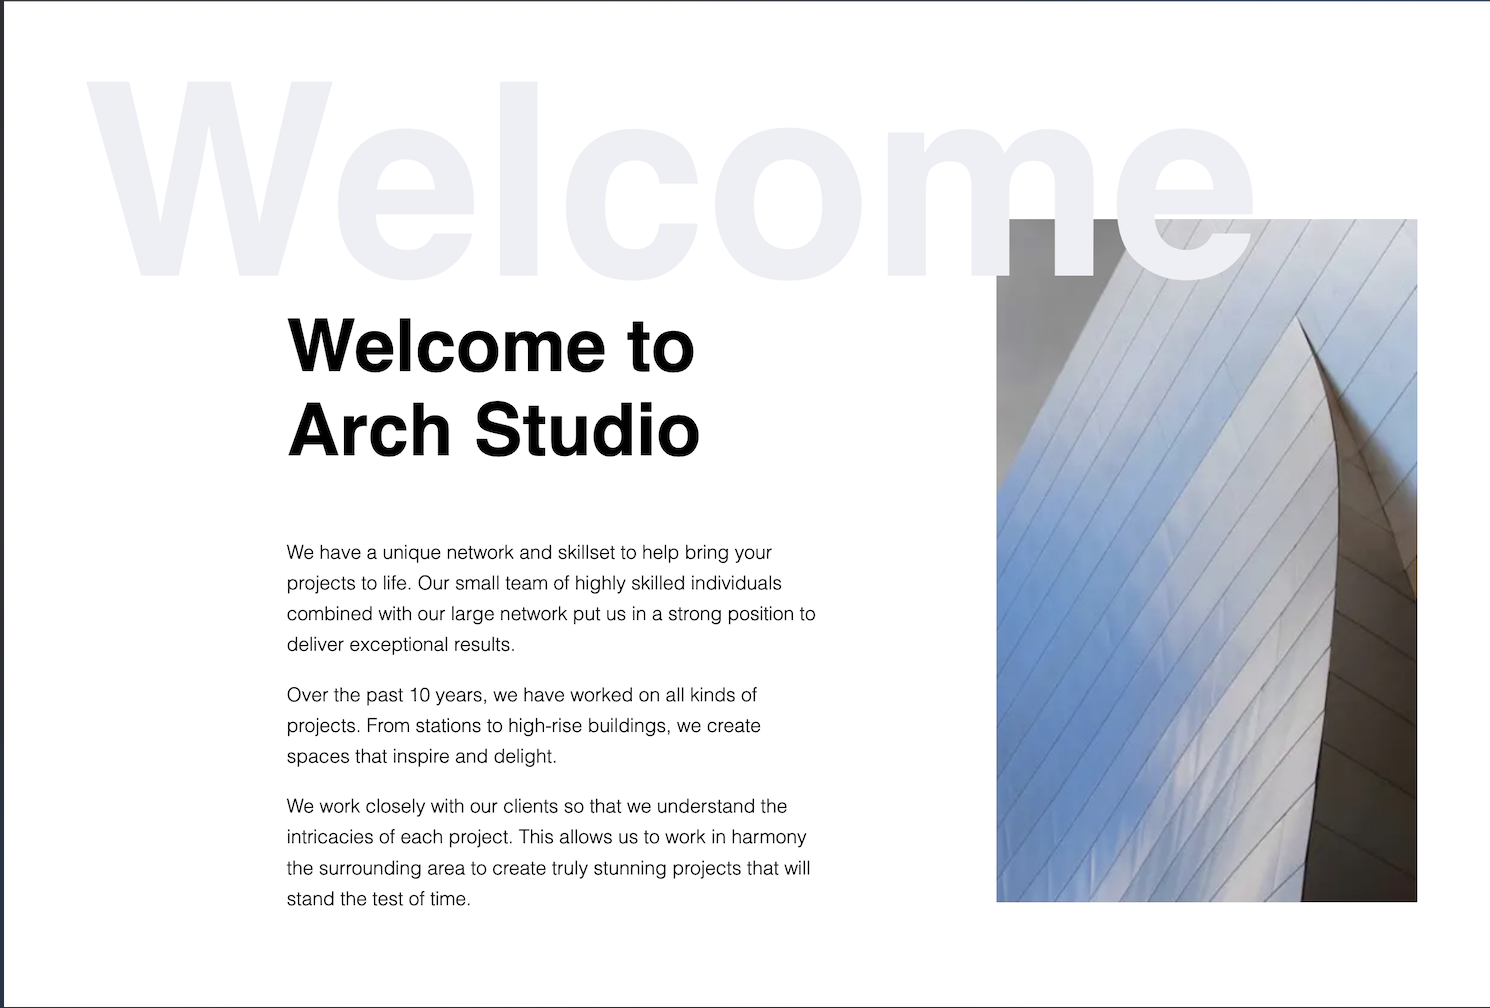 Welcome
Welcome to
Arch Studio
We have a unique network and skillset to help bring your
projects to life. Our small team of highly skilled individuals
combined with our large network put us in a strong position to
deliver exceptional results.
Over the past 10 years, we have worked on all kinds of
projects. From stations to high-rise buildings, we create
spaces that inspire and delight.
We work closely with our clients so that we understand the
intricacies of each project. This allows us to work in harmony
the surrounding area to create truly stunning projects that will
stand the test of time.